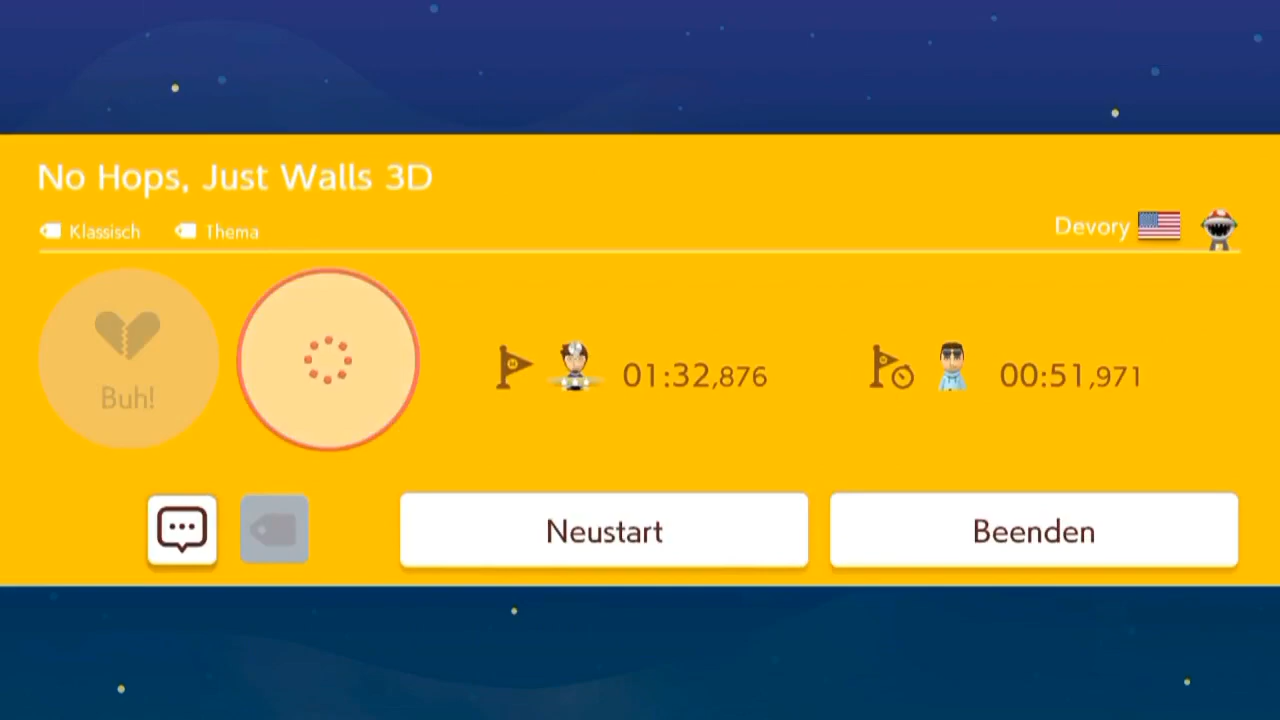 No Hops, Just Walls 3D
Klassisch Thema
Devory
Buh!
01:32,876
00:51,971
Neustart
Beenden